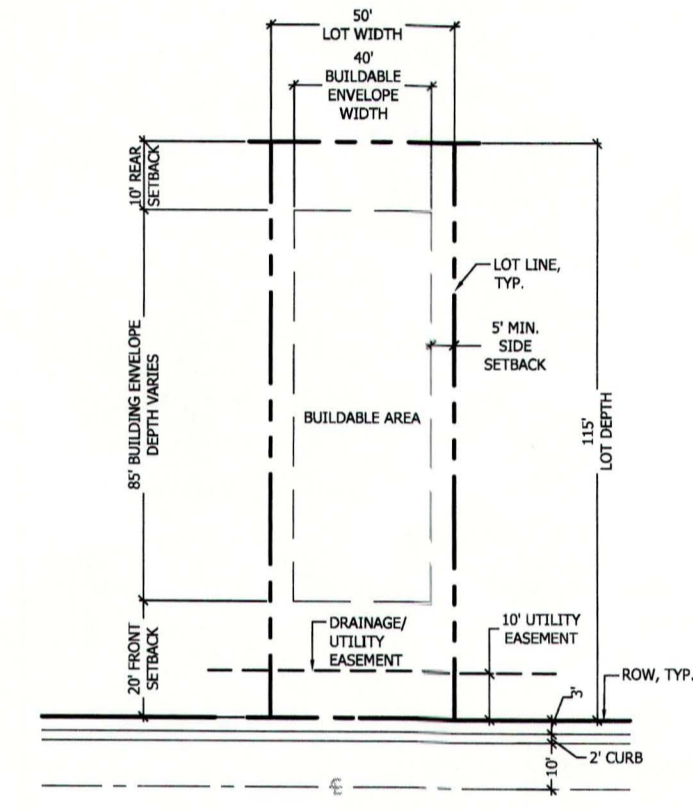 50'
LOT WIDTH
40'
BUILDABLE
ENVELOPE
WIDTH
10' REAR
SETBACK
LOT LINE,
TYP.
5' MIN.
SIDE
SETBACK
85' BUILDING ENVELOPE
DEPTH VARIES
BUILDABLE AREA
115'
LOT DEPTH
20' FRONT
SETBACK
DRAINAGE/
UTILITY
EASEMENT
10' UTILITY
EASEMENT
ROW, TYP.
3'
2' CURB
10'
℄